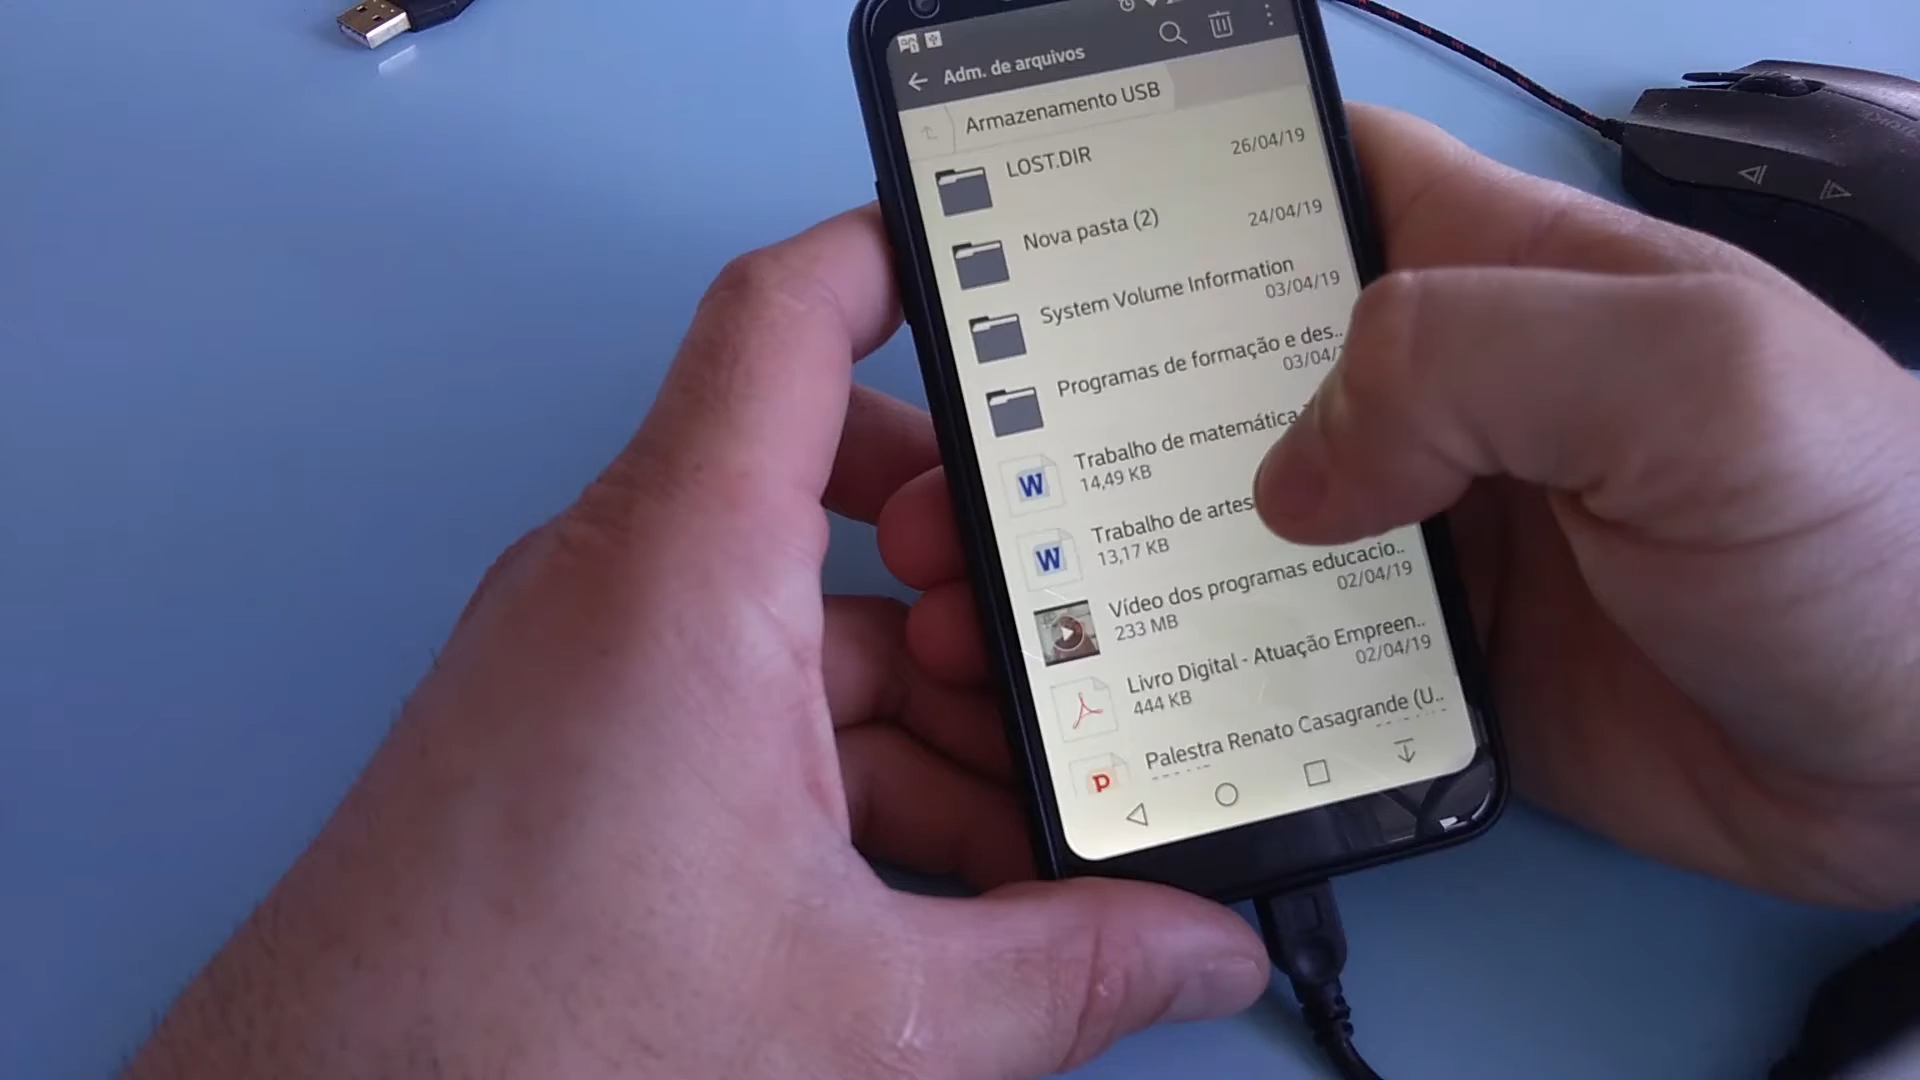 Adm. de arquivos
Armazenamento USB
LOST.DIR
26/04/19
Nova pasta (2)
24/04/19
System Volume Information
03/04/19
Programas de formação e des..
03/04/
W
Trabalho de matemática
14,49 KB
W
Trabalho de artes
13,17 KB
Vídeo dos programas educacio..
233 MB
02/04/19
Livro Digital - Atuação Empreen..
444 KB
02/04/19
P
Palestra Renato Casagrande (U..